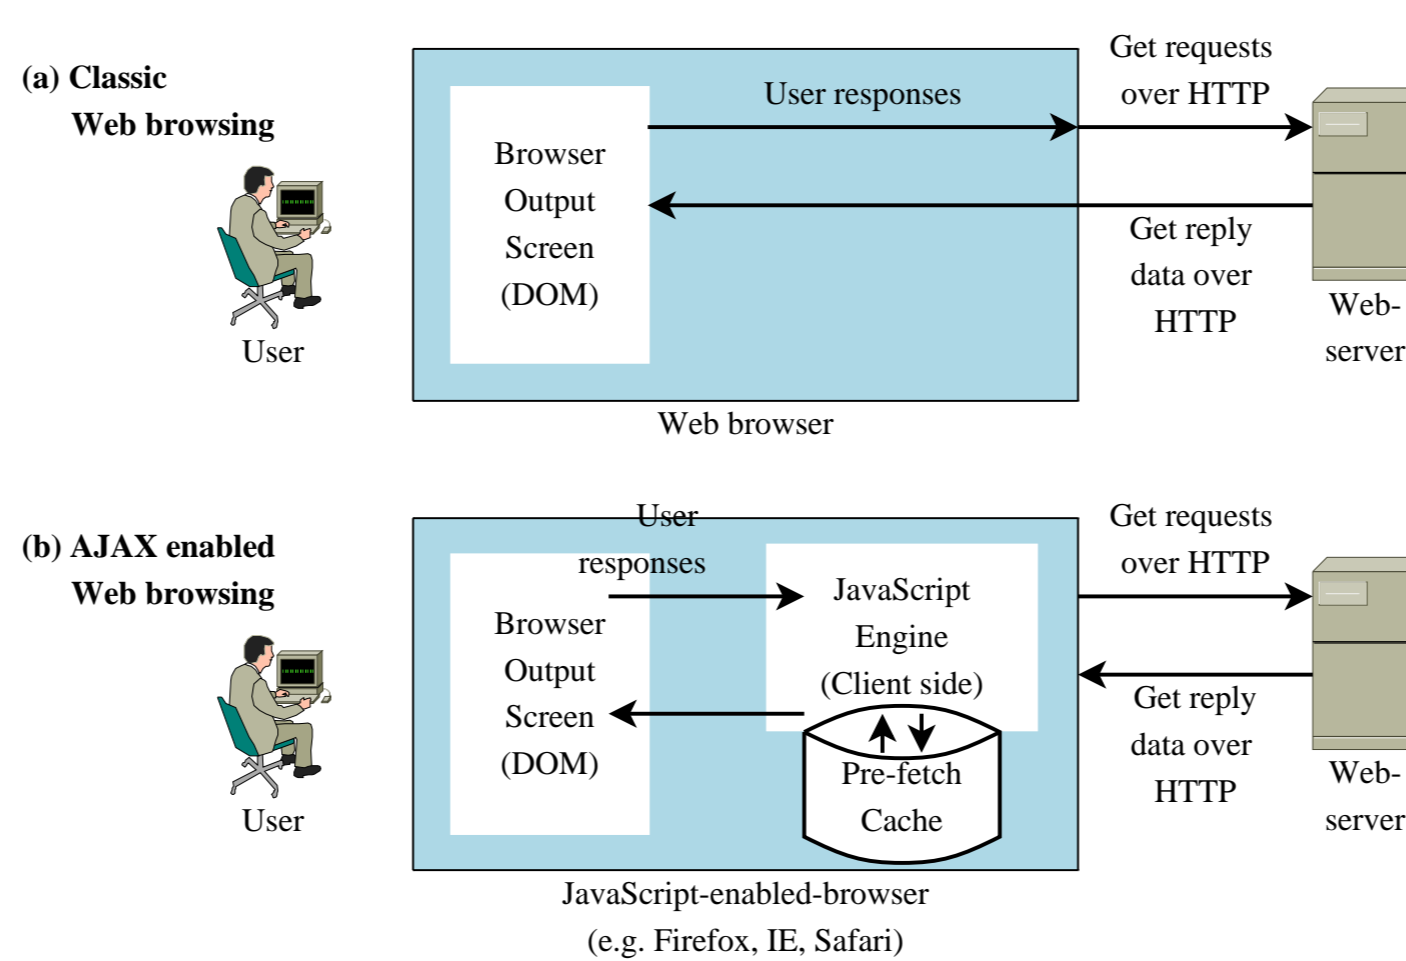 (a) Classic
Web browsing
User
Browser
Output
Screen
(DOM)
User responses
Get requests
over HTTP
Get reply
data over
HTTP
Web-
server
Web browser
(b) AJAX enabled
Web browsing
User
User
responses
Browser
Output
Screen
(DOM)
JavaScript
Engine
(Client side)
Pre-fetch
Cache
Get requests
over HTTP
Get reply
data over
HTTP
Web-
server
JavaScript-enabled-browser
(e.g. Firefox, IE, Safari)